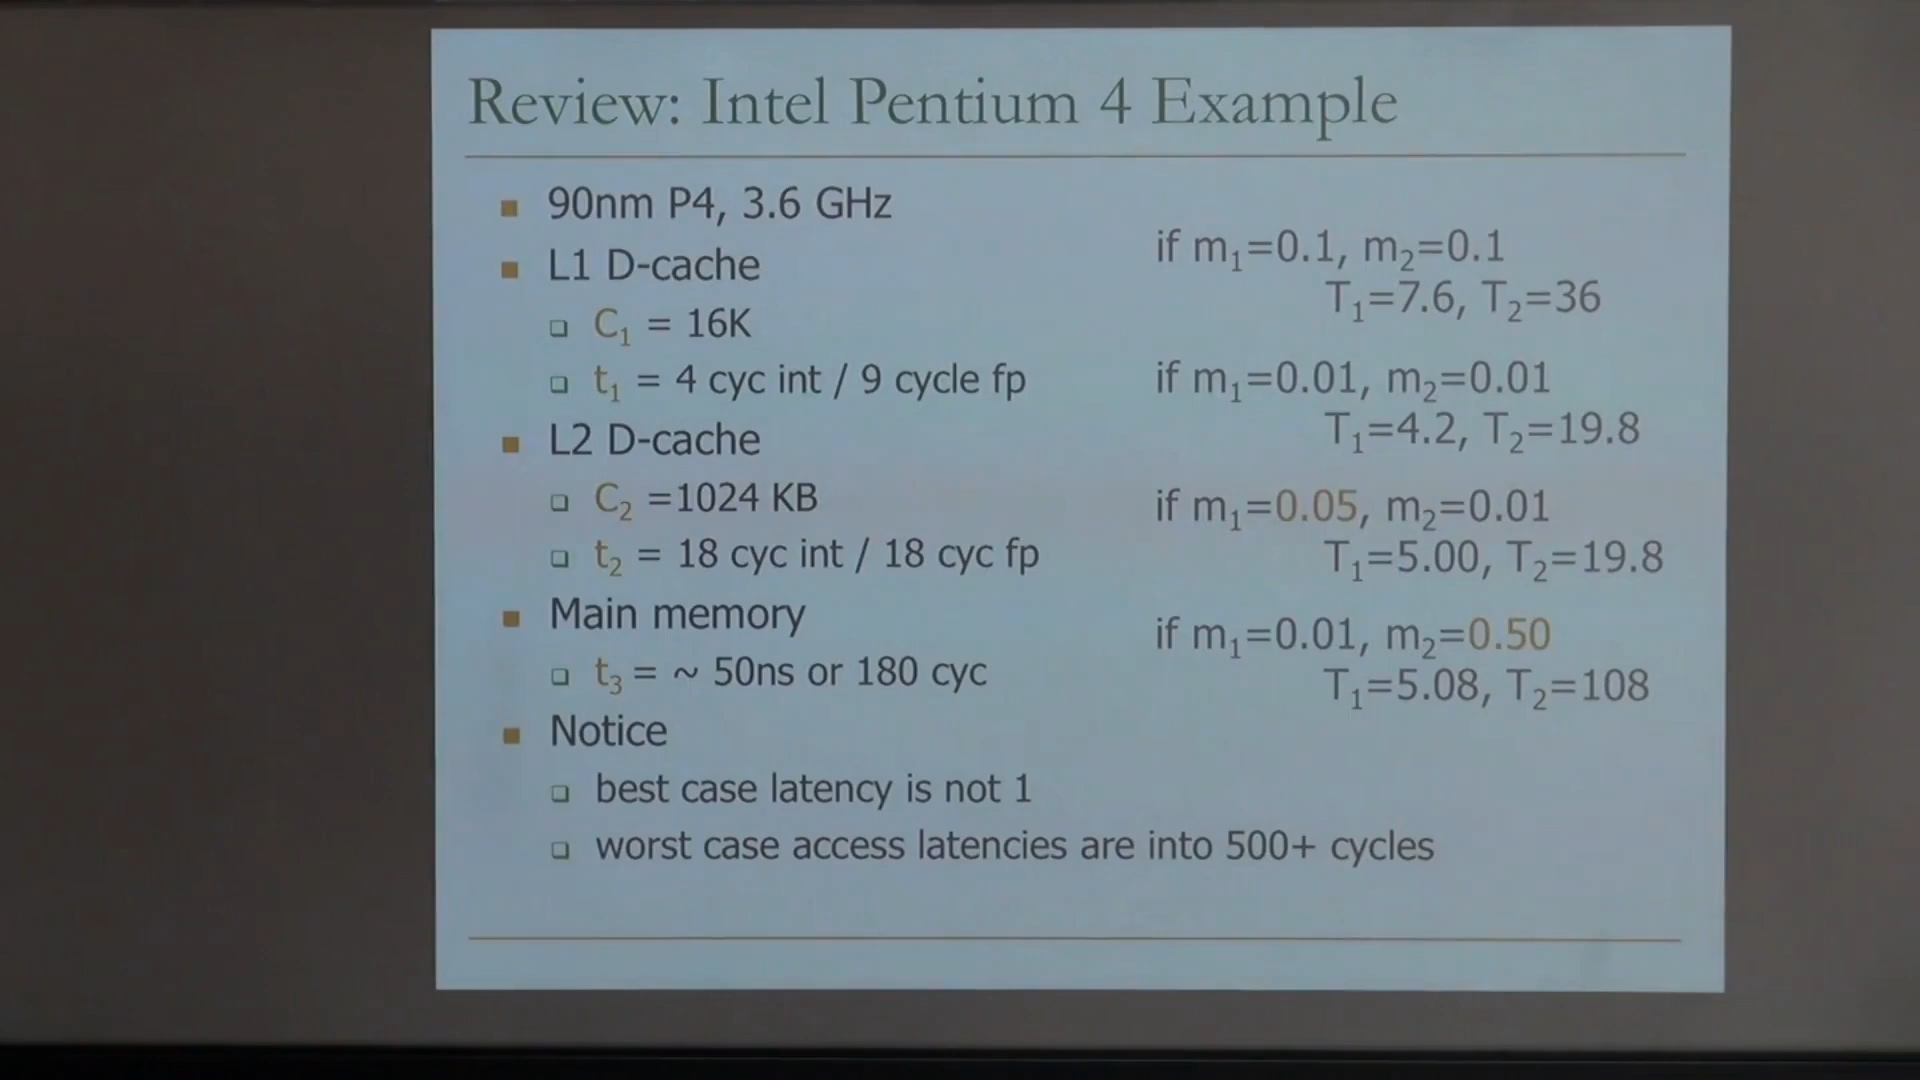 Review: Intel Pentium 4 Example
90nm P4, 3.6 GHz
L1 D-cache
C₁ = 16K
t₁ = 4 cyc int / 9 cycle fp
L2 D-cache
C₂ =1024 KB
t₂ = 18 cyc int / 18 cyc fp
Main memory
t₃ = ~ 50ns or 180 cyc
Notice
best case latency is not 1
worst case access latencies are into 500+ cycles
if m₁=0.1, m₂=0.1
T₁=7.6, T₂=36
if m₁=0.01, m₂=0.01
T₁=4.2, T₂=19.8
if m₁=0.05, m₂=0.01
T₁=5.00, T₂=19.8
if m₁=0.01, m₂=0.50
T₁=5.08, T₂=108